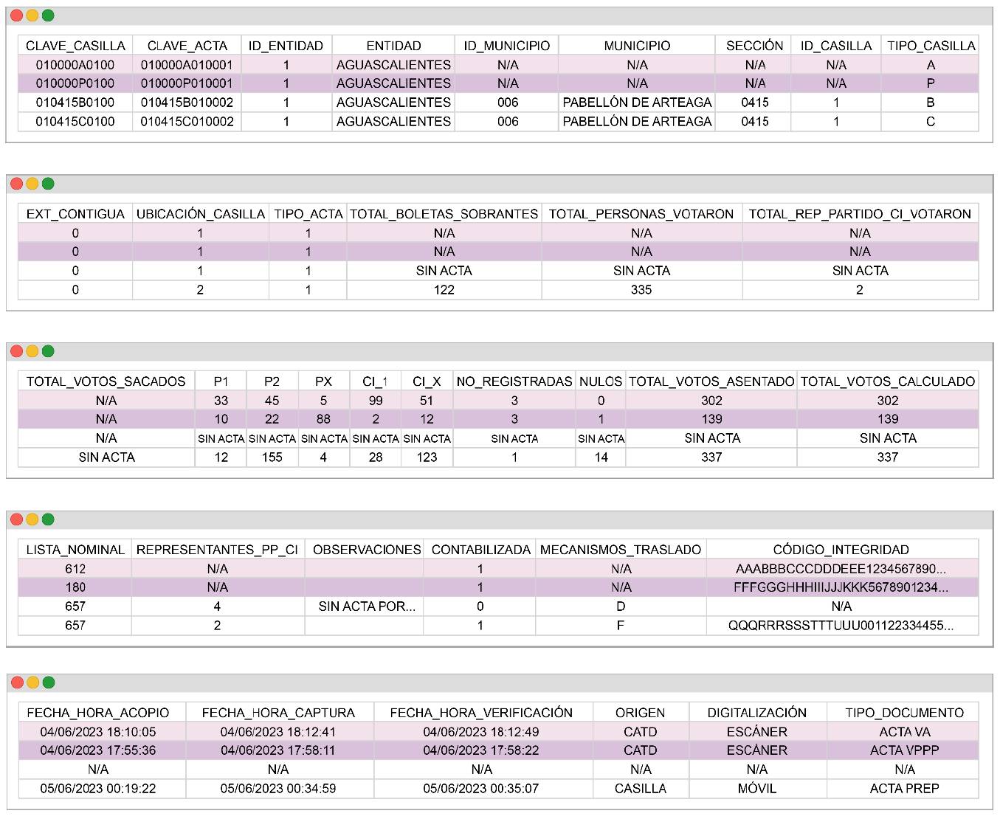 CLAVE_CASILLA CLAVE_ACTA ID_ENTIDAD ENTIDAD ID_MUNICIPIO MUNICIPIO SECCIÓN ID_CASILLA TIPO_CASILLA
010000A0100 010000A010001 1 AGUASCALIENTES N/A N/A N/A N/A A
010000P0100 010000P010001 1 AGUASCALIENTES N/A N/A N/A N/A P
010415B0100 010415B010002 1 AGUASCALIENTES 006 PABELLÓN DE ARTEAGA 0415 1 B
010415C0100 010415C010002 1 AGUASCALIENTES 006 PABELLÓN DE ARTEAGA 0415 1 C
EXT_CONTIGUA UBICACIÓN_CASILLA TIPO_ACTA TOTAL_BOLETAS_SOBRANTES TOTAL_PERSONAS_VOTARON TOTAL_REP_PARTIDO_CI_VOTARON
0 1 1 N/A N/A N/A
0 1 1 N/A N/A N/A
0 1 1 SIN ACTA SIN ACTA SIN ACTA
0 2 1 122 335 2
TOTAL_VOTOS_SACADOS P1 P2 PX CI_1 CI_X NO_REGISTRADAS NULOS TOTAL_VOTOS_ASENTADO TOTAL_VOTOS_CALCULADO
N/A 33 45 5 99 51 3 0 302 302
N/A 10 22 88 2 12 3 1 139 139
N/A SIN ACTA SIN ACTA SIN ACTA SIN ACTA SIN ACTA SIN ACTA SIN ACTA SIN ACTA SIN ACTA
SIN ACTA 12 155 4 28 123 1 14 337 337
LISTA_NOMINAL REPRESENTANTES_PP_CI OBSERVACIONES CONTABILIZADA MECANISMOS_TRASLADO CÓDIGO_INTEGRIDAD
612 N/A 1 N/A AAABBBCCCDDDEEE1234567890...
180 N/A 1 N/A FFFGGGHHHIIIJJJKKK5678901234...
657 4 SIN ACTA POR... 0 D N/A
657 2 1 F QQQRRRSSSTTTUUU001122334455...
FECHA_HORA_ACOPIO FECHA_HORA_CAPTURA FECHA_HORA_VERIFICACIÓN ORIGEN DIGITALIZACIÓN TIPO_DOCUMENTO
04/06/2023 18:10:05 04/06/2023 18:12:41 04/06/2023 18:12:49 CATD ESCÁNER ACTA VA
04/06/2023 17:55:36 04/06/2023 17:58:11 04/06/2023 17:58:22 CATD ESCÁNER ACTA VPPP
N/A N/A N/A N/A N/A N/A
05/06/2023 00:19:22 05/06/2023 00:34:59 05/06/2023 00:35:07 CASILLA MÓVIL ACTA PREP